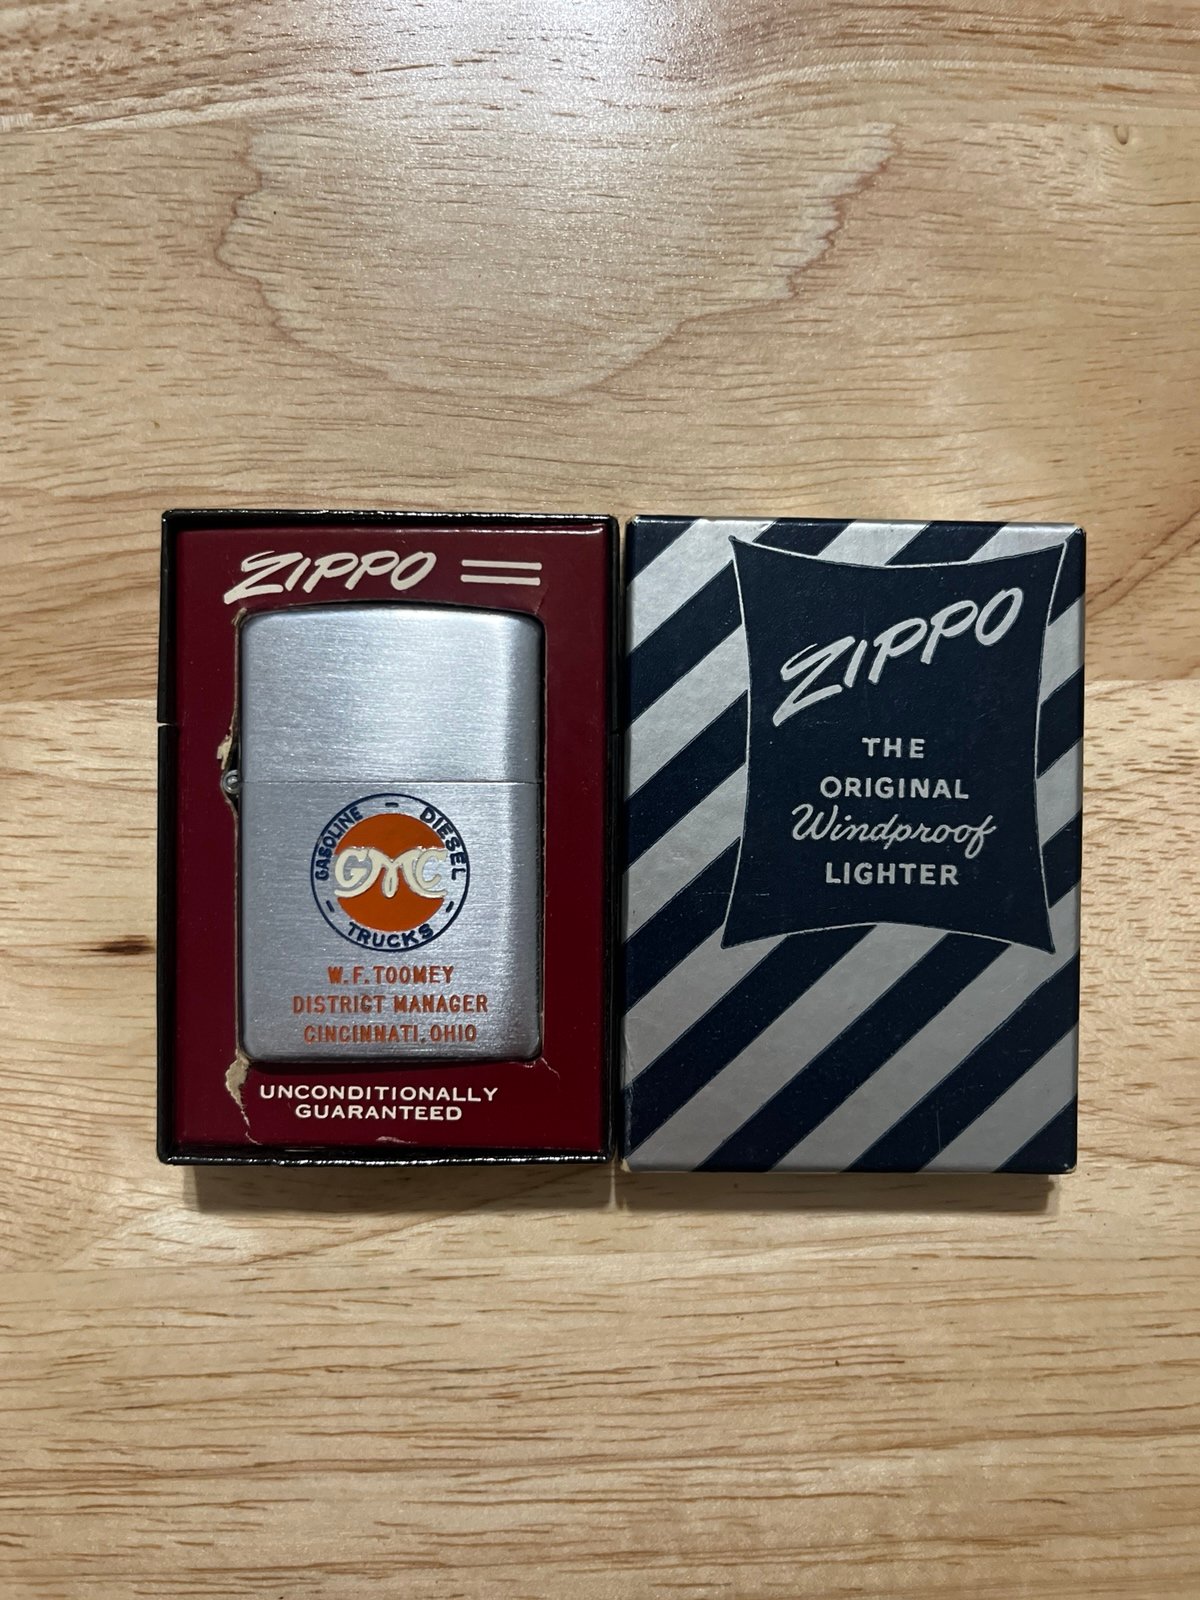 ZIPPO
GASOLINE - DIESEL - TRUCKS -
GMC
W.F.TOOMEY
DISTRICT MANAGER
CINCINNATI, OHIO
UNCONDITIONALLY
GUARANTEED
ZIPPO
THE
ORIGINAL
Windproof
LIGHTER